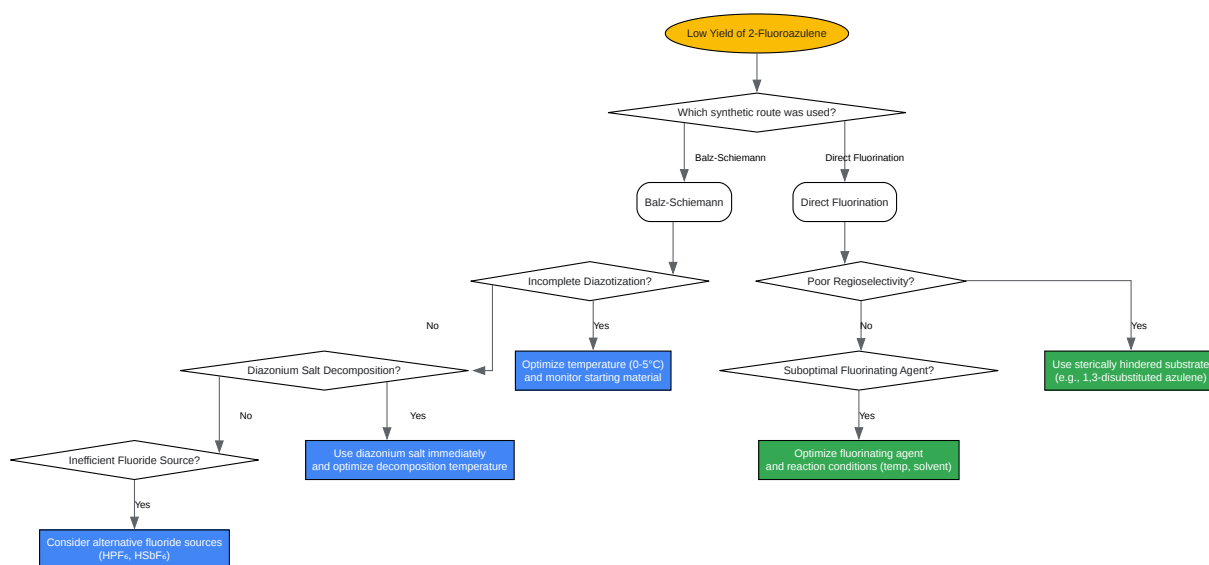 Low Yield of 2-Fluoroazulene
Which synthetic route was used?
Balz-Schiemann
Direct Fluorination
Balz-Schiemann
Direct Fluorination
Incomplete Diazotization?
Poor Regioselectivity?
No
Yes
No
Yes
Diazonium Salt Decomposition?
Optimize temperature (0-5°C)
and monitor starting material
Suboptimal Fluorinating Agent?
Use sterically hindered substrate
(e.g., 1,3-disubstituted azulene)
No
Yes
Yes
Inefficient Fluoride Source?
Use diazonium salt immediately
and optimize decomposition temperature
Optimize fluorinating agent
and reaction conditions (temp, solvent)
Yes
Consider alternative fluoride sources
(HPF₆, HSbF₆)